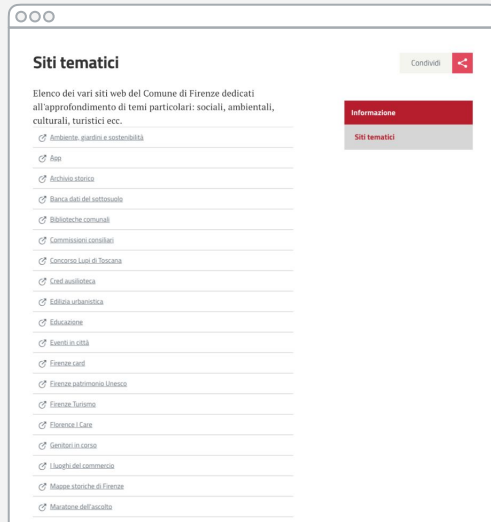 Siti tematici
Condividi
Elenco dei vari siti web del Comune di Firenze dedicati
all'approfondimento di temi particolari: sociali, ambientali,
culturali, turistici ecc.
Informazione
Siti tematici
Ambiente, giardini e sostenibilità
App
Archivio storico
Banca dati del sottosuolo
Biblioteche comunali
Commissioni consiliari
Concorso Lupi di Toscana
Cred ausilioteca
Edilizia urbanistica
Educazione
Eventi in città
Firenze card
Firenze patrimonio Unesco
Firenze Turismo
Florence I Care
Genitori in corso
I luoghi del commercio
Mappe storiche di Firenze
Maratone dell'ascolto